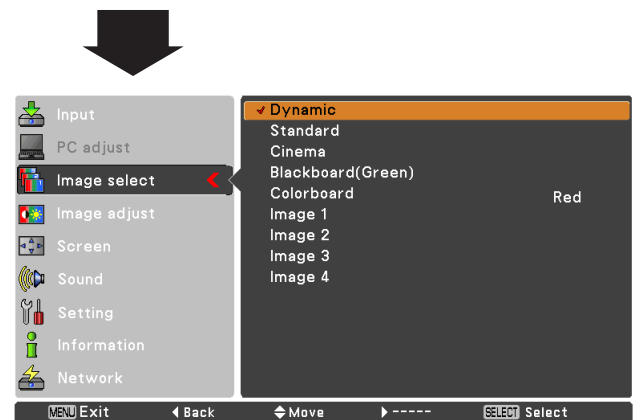 Input
PC adjust
Image select
Image adjust
Screen
Sound
Setting
Information
Network
Dynamic
Standard
Cinema
Blackboard(Green)
Colorboard Red
Image 1
Image 2
Image 3
Image 4
MENU Exit Back Move ----- SELECT Select